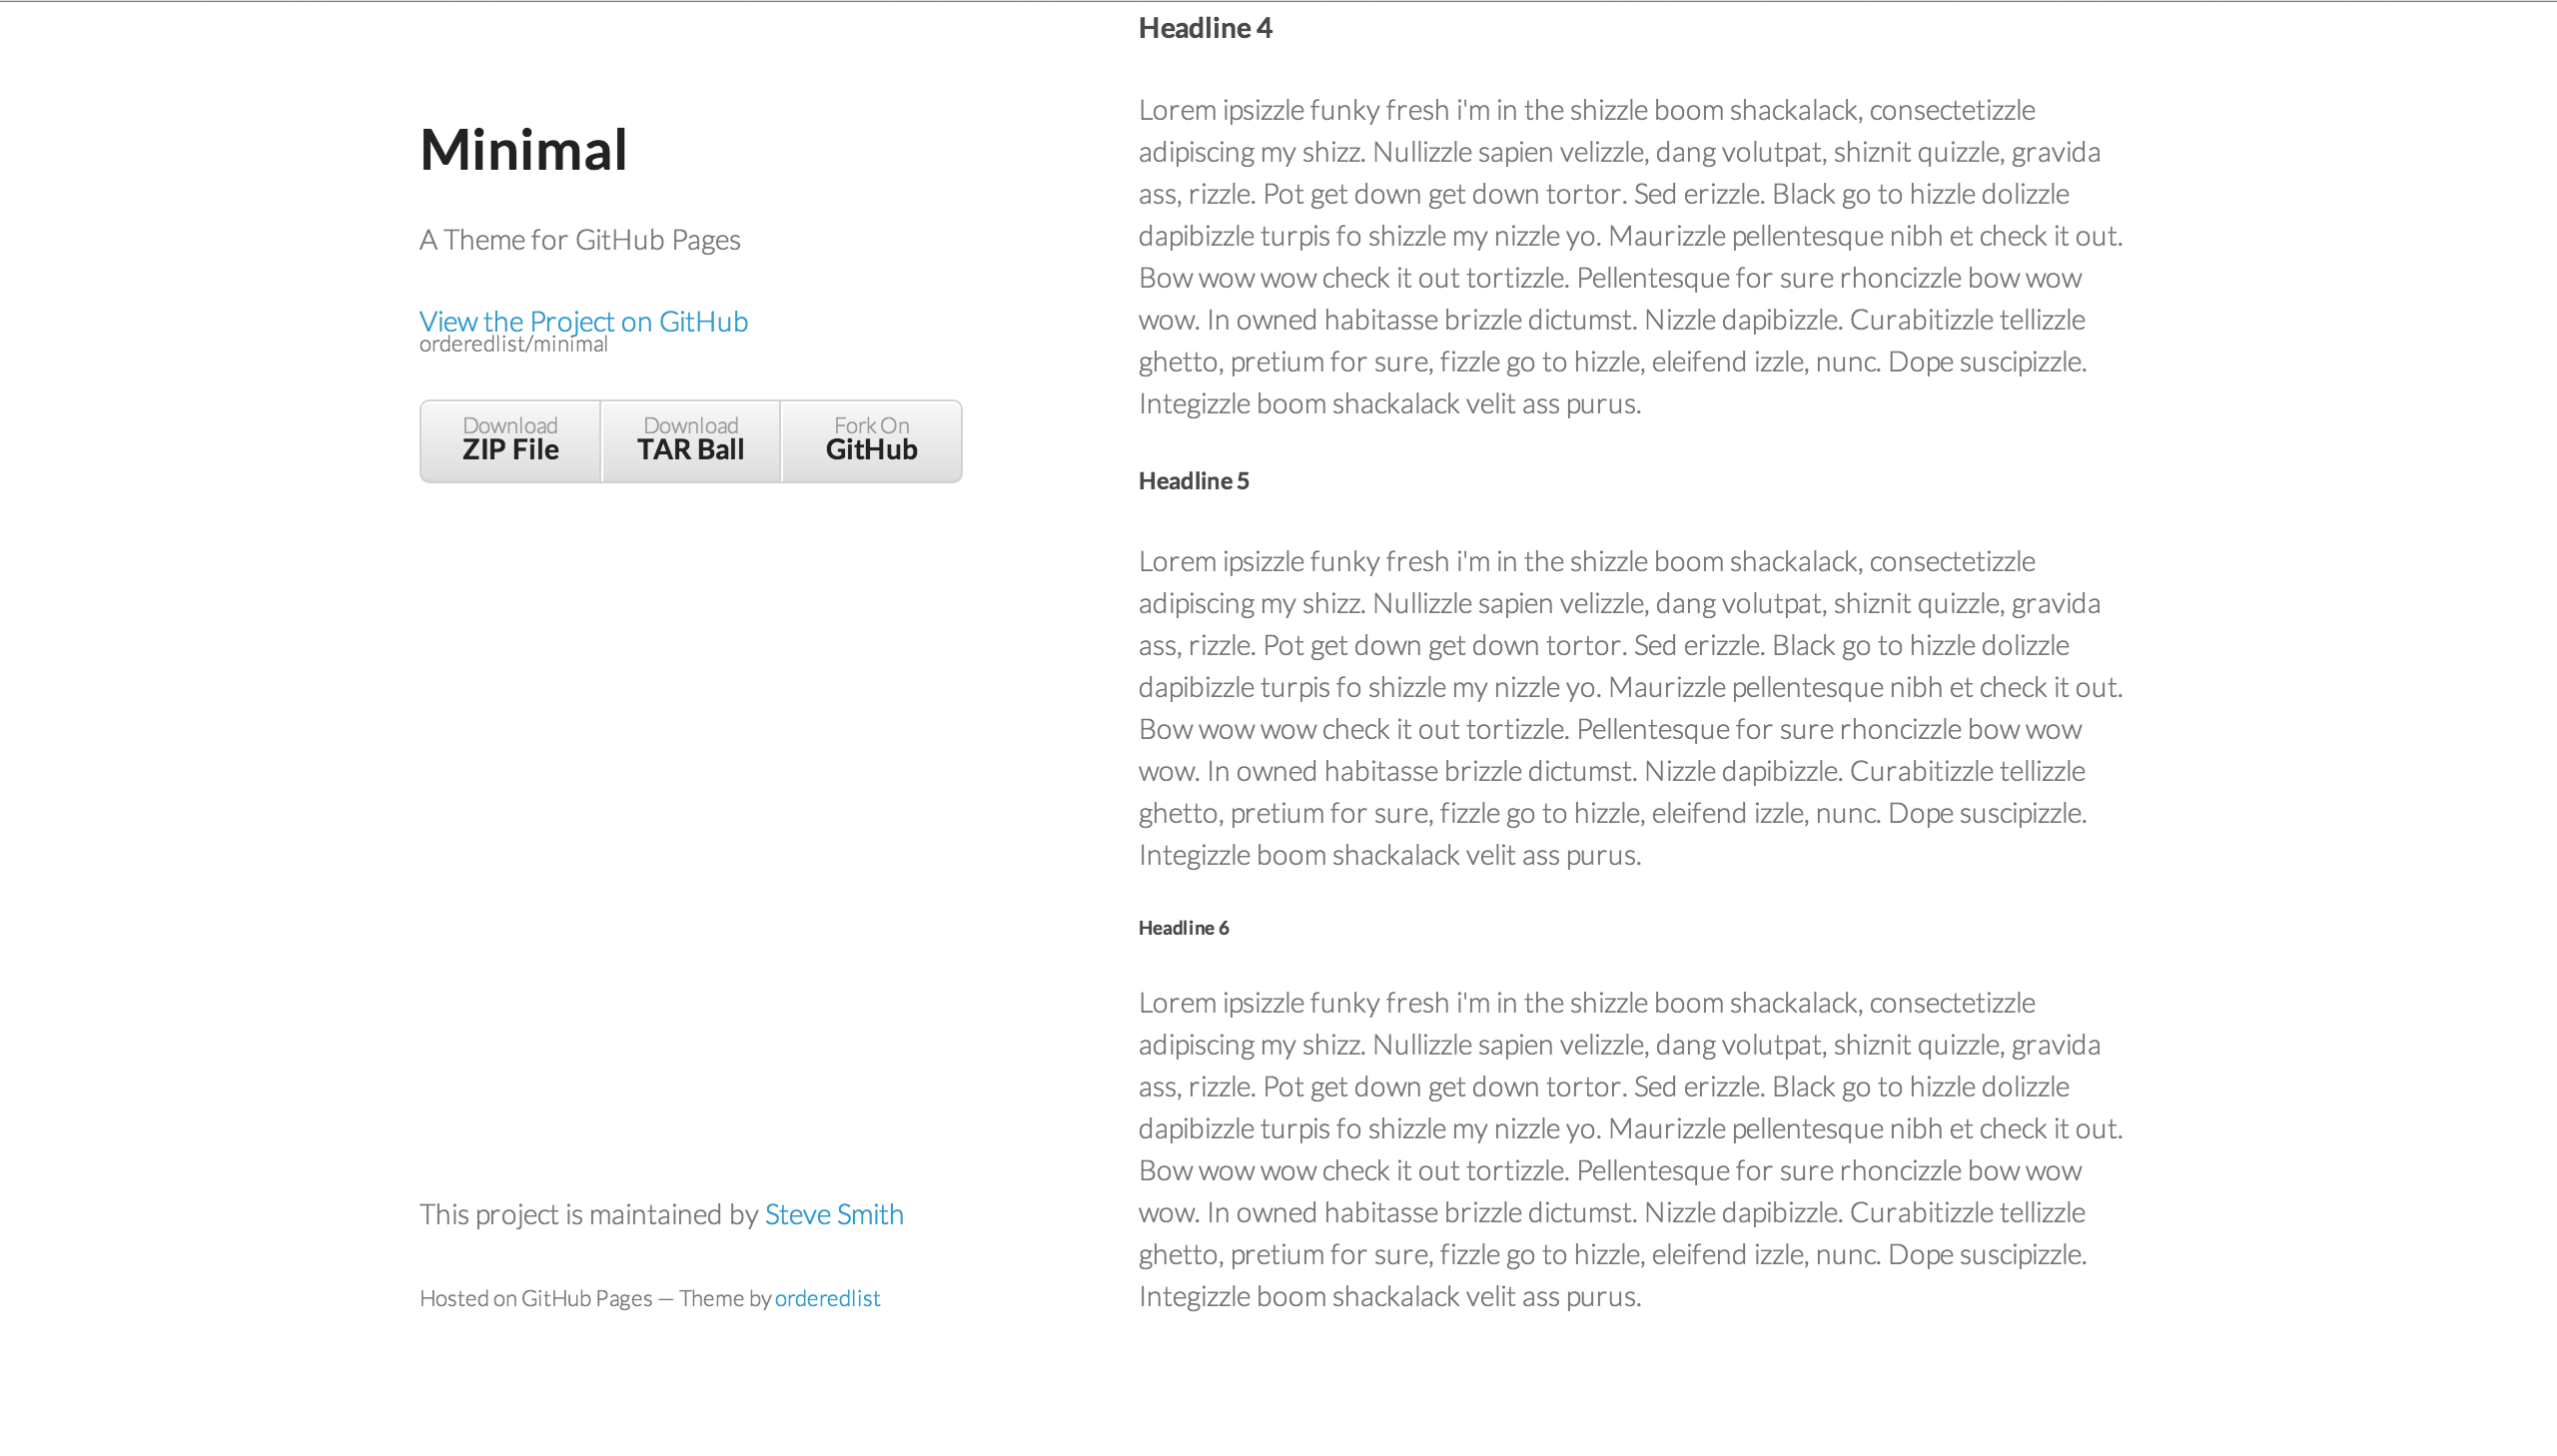 Minimal
A Theme for GitHub Pages
View the Project on GitHub
orderedlist/minimal
Download
ZIP File
Download
TAR Ball
Fork On
GitHub
This project is maintained by Steve Smith
Hosted on GitHub Pages — Theme by orderedlist
Headline 4
Lorem ipsizzle funky fresh i'm in the shizzle boom shackalack, consectetizzle
adipiscing my shizz. Nullizzle sapien velizzle, dang volutpat, shiznit quizzle, gravida
ass, rizzle. Pot get down get down tortor. Sed erizzle. Black go to hizzle dolizzle
dapibizzle turpis fo shizzle my nizzle yo. Maurizzle pellentesque nibh et check it out.
Bow wow wow check it out tortizzle. Pellentesque for sure rhoncizzle bow wow
wow. In owned habitasse brizzle dictumst. Nizzle dapibizzle. Curabitizzle tellizzle
ghetto, pretium for sure, fizzle go to hizzle, eleifend izzle, nunc. Dope suscipizzle.
Integizzle boom shackalack velit ass purus.
Headline 5
Lorem ipsizzle funky fresh i'm in the shizzle boom shackalack, consectetizzle
adipiscing my shizz. Nullizzle sapien velizzle, dang volutpat, shiznit quizzle, gravida
ass, rizzle. Pot get down get down tortor. Sed erizzle. Black go to hizzle dolizzle
dapibizzle turpis fo shizzle my nizzle yo. Maurizzle pellentesque nibh et check it out.
Bow wow wow check it out tortizzle. Pellentesque for sure rhoncizzle bow wow
wow. In owned habitasse brizzle dictumst. Nizzle dapibizzle. Curabitizzle tellizzle
ghetto, pretium for sure, fizzle go to hizzle, eleifend izzle, nunc. Dope suscipizzle.
Integizzle boom shackalack velit ass purus.
Headline 6
Lorem ipsizzle funky fresh i'm in the shizzle boom shackalack, consectetizzle
adipiscing my shizz. Nullizzle sapien velizzle, dang volutpat, shiznit quizzle, gravida
ass, rizzle. Pot get down get down tortor. Sed erizzle. Black go to hizzle dolizzle
dapibizzle turpis fo shizzle my nizzle yo. Maurizzle pellentesque nibh et check it out.
Bow wow wow check it out tortizzle. Pellentesque for sure rhoncizzle bow wow
wow. In owned habitasse brizzle dictumst. Nizzle dapibizzle. Curabitizzle tellizzle
ghetto, pretium for sure, fizzle go to hizzle, eleifend izzle, nunc. Dope suscipizzle.
Integizzle boom shackalack velit ass purus.